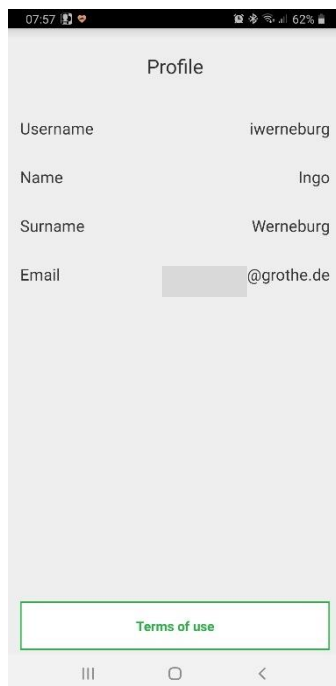 07:57 62%
Profile
Username iwerneburg
Name Ingo
Surname Werneburg
Email @grothe.de
Terms of use